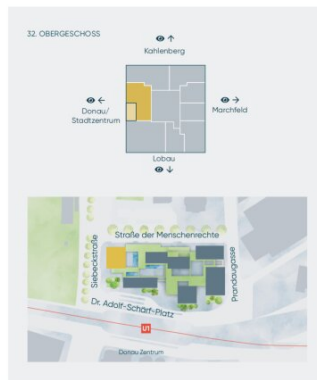 32. OBERGESCHOSS
Kahlenberg
Donau/
Stadtzentrum
Marchfeld
Lobau
Straße der Menschenrechte
Siebeckstraße
Prandaugasse
Dr. Adolf-Schärf-Platz
U1
Donau Zentrum